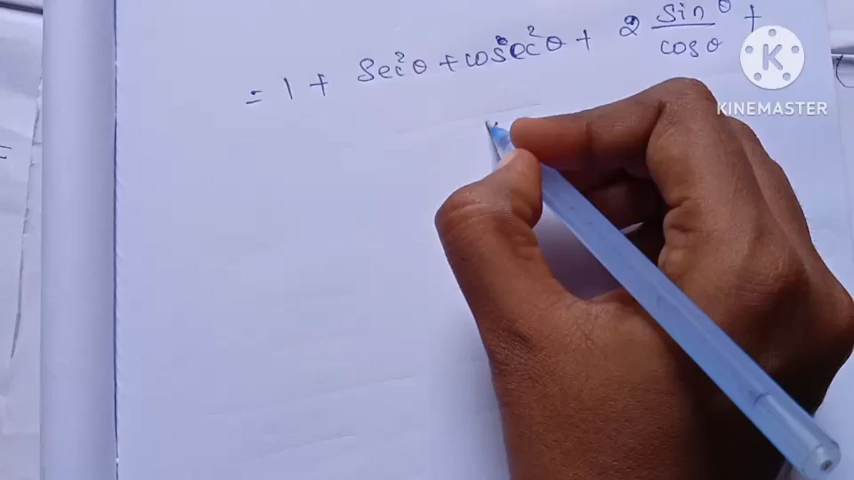 = 1 + Sec²θ + cosec²θ + 2 sinθ/cosθ +
KINEMASTER